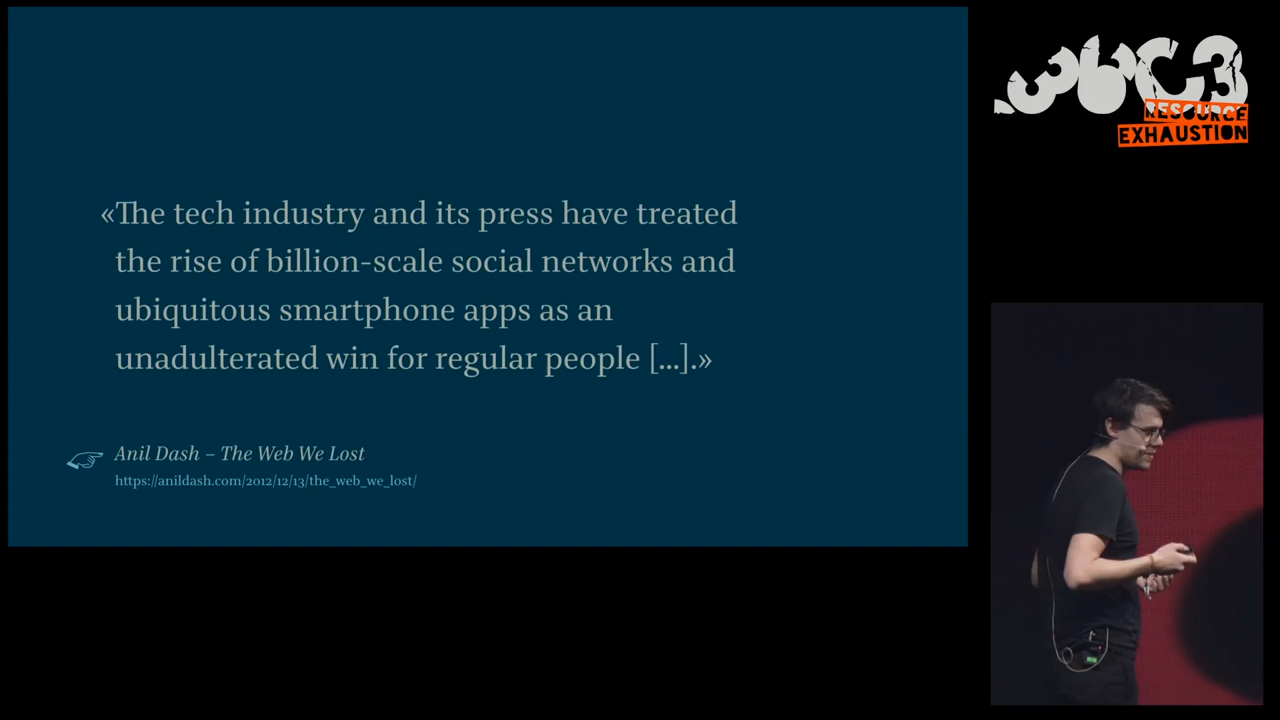 «The tech industry and its press have treated
the rise of billion-scale social networks and
ubiquitous smartphone apps as an
unadulterated win for regular people [...].»
Anil Dash – The Web We Lost
https://anildash.com/2012/12/13/the_web_we_lost/
36C3
RESOURCE
EXHAUSTION